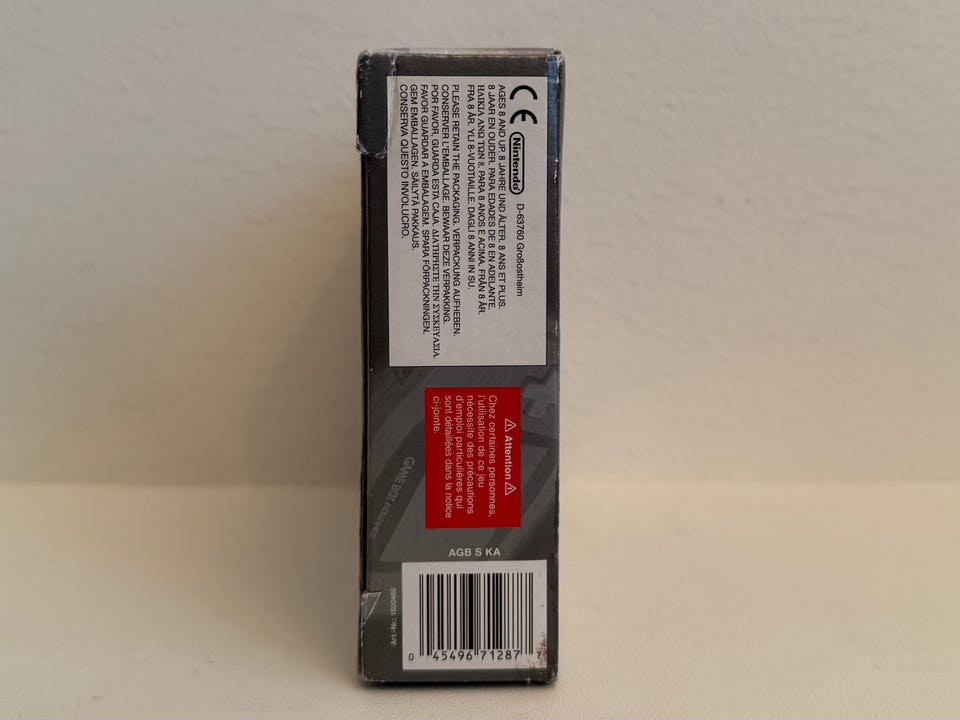 CE Nintendo D-63760 Großostheim
AGES 8 AND UP. 8 JAHRE UND ÄLTER. 8 ANS ET PLUS.
8 JAAR EN OUDER. PARA EDADES DE 8 EN ADELANTE.
ΗΛΙΚΙΑ ΑΝΩ ΤΩΝ 8. PARA 8 ANOS E ACIMA. FRÅN 8 ÅR.
FRA 8 ÅR. YLI 8-VUOTIAILLE. DAGLI 8 ANNI IN SU.
PLEASE RETAIN THE PACKAGING. VERPACKUNG AUFHEBEN.
CONSERVER L'EMBALLAGE. BEWAAR DEZE VERPAKKING.
POR FAVOR, GUARDA ESTA CAJA. ΔΙΑΤΗΡΗΣΤΕ ΤΗΝ ΣΥΣΚΕΥΑΣΙΑ.
FAVOR GUARDAR A EMBALAGEM. SPARA FÖRPACKNINGEN.
GEM EMBALLAGEN. SÄILYTÄ PAKKAUS.
CONSERVA QUESTO INVOLUCRO.
⚠ Attention ⚠
Chez certaines personnes,
l'utilisation de ce jeu
nécessite des précautions
d'emploi particulières qui
sont détaillées dans la notice
ci-jointe.
GAME BOY ADVANCE
AGB S KA
Art.-Nr.: 1503466
0 45496 71287 7